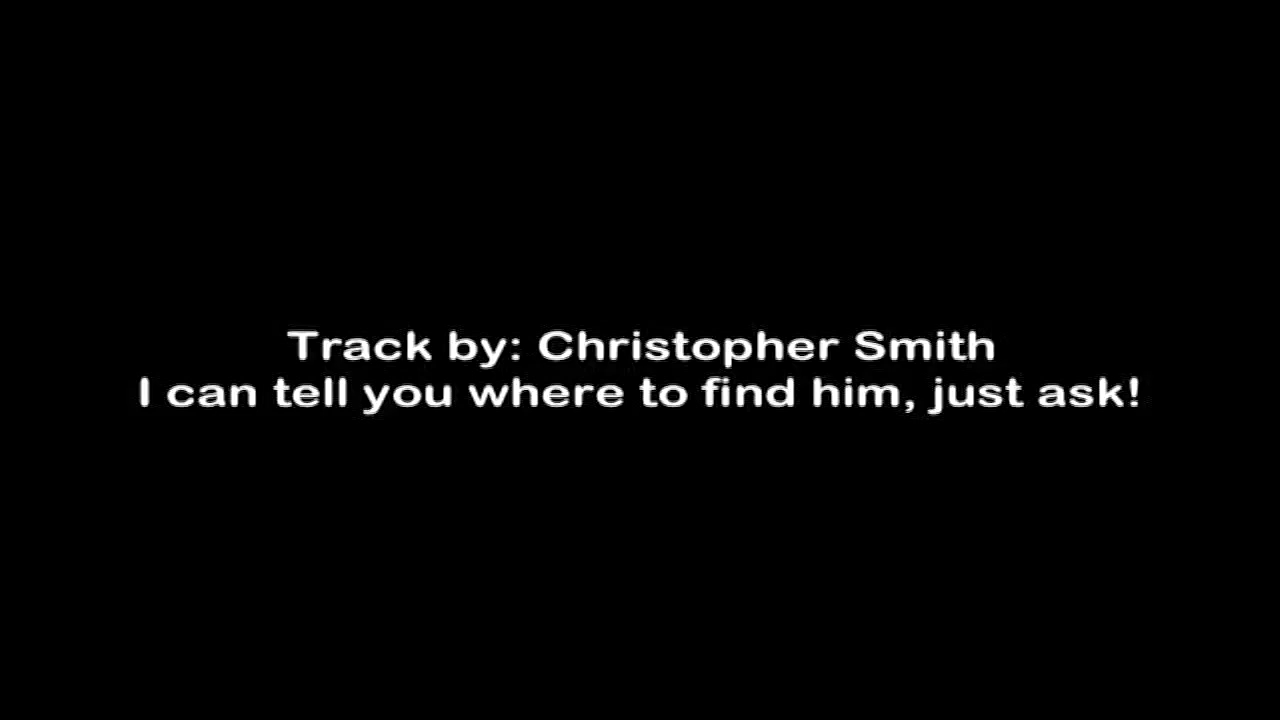 Track by: Christopher Smith
I can tell you where to find him, just ask!